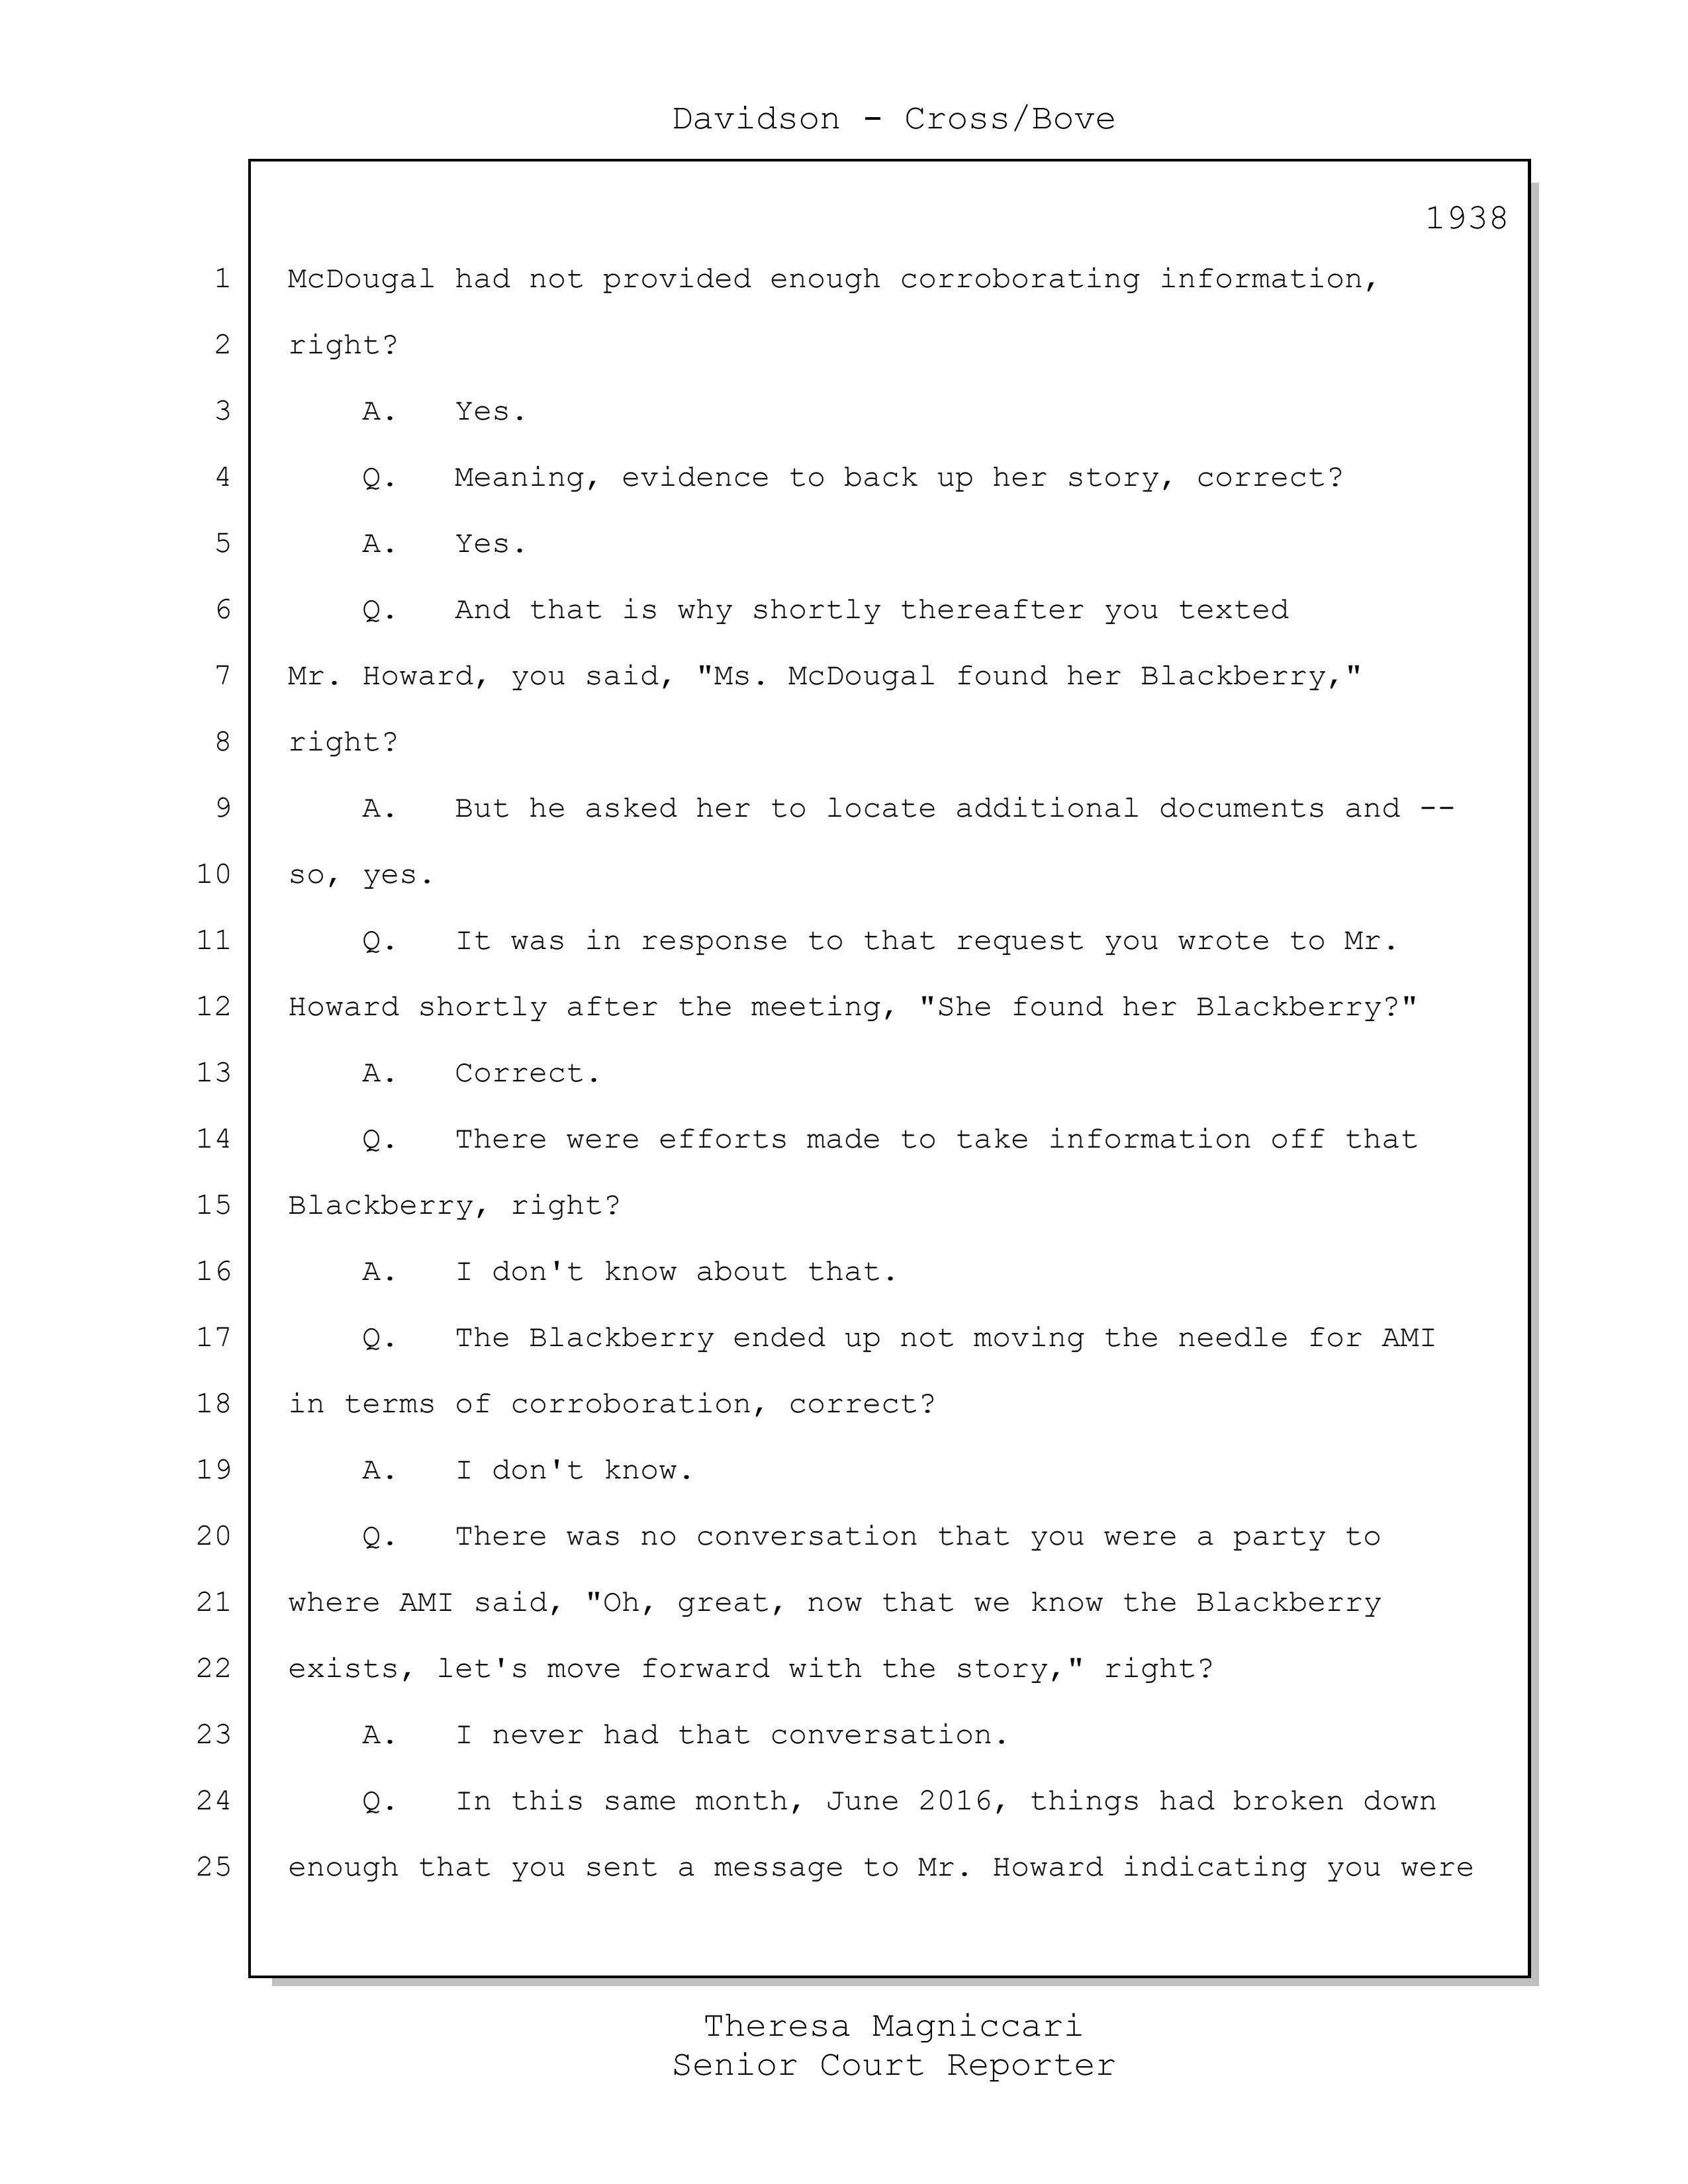 Davidson - Cross/Bove
1938
1 McDougal had not provided enough corroborating information,
2 right?
3 A. Yes.
4 Q. Meaning, evidence to back up her story, correct?
5 A. Yes.
6 Q. And that is why shortly thereafter you texted
7 Mr. Howard, you said, "Ms. McDougal found her Blackberry,"
8 right?
9 A. But he asked her to locate additional documents and --
10 so, yes.
11 Q. It was in response to that request you wrote to Mr.
12 Howard shortly after the meeting, "She found her Blackberry?"
13 A. Correct.
14 Q. There were efforts made to take information off that
15 Blackberry, right?
16 A. I don't know about that.
17 Q. The Blackberry ended up not moving the needle for AMI
18 in terms of corroboration, correct?
19 A. I don't know.
20 Q. There was no conversation that you were a party to
21 where AMI said, "Oh, great, now that we know the Blackberry
22 exists, let's move forward with the story," right?
23 A. I never had that conversation.
24 Q. In this same month, June 2016, things had broken down
25 enough that you sent a message to Mr. Howard indicating you were
Theresa Magniccari
Senior Court Reporter